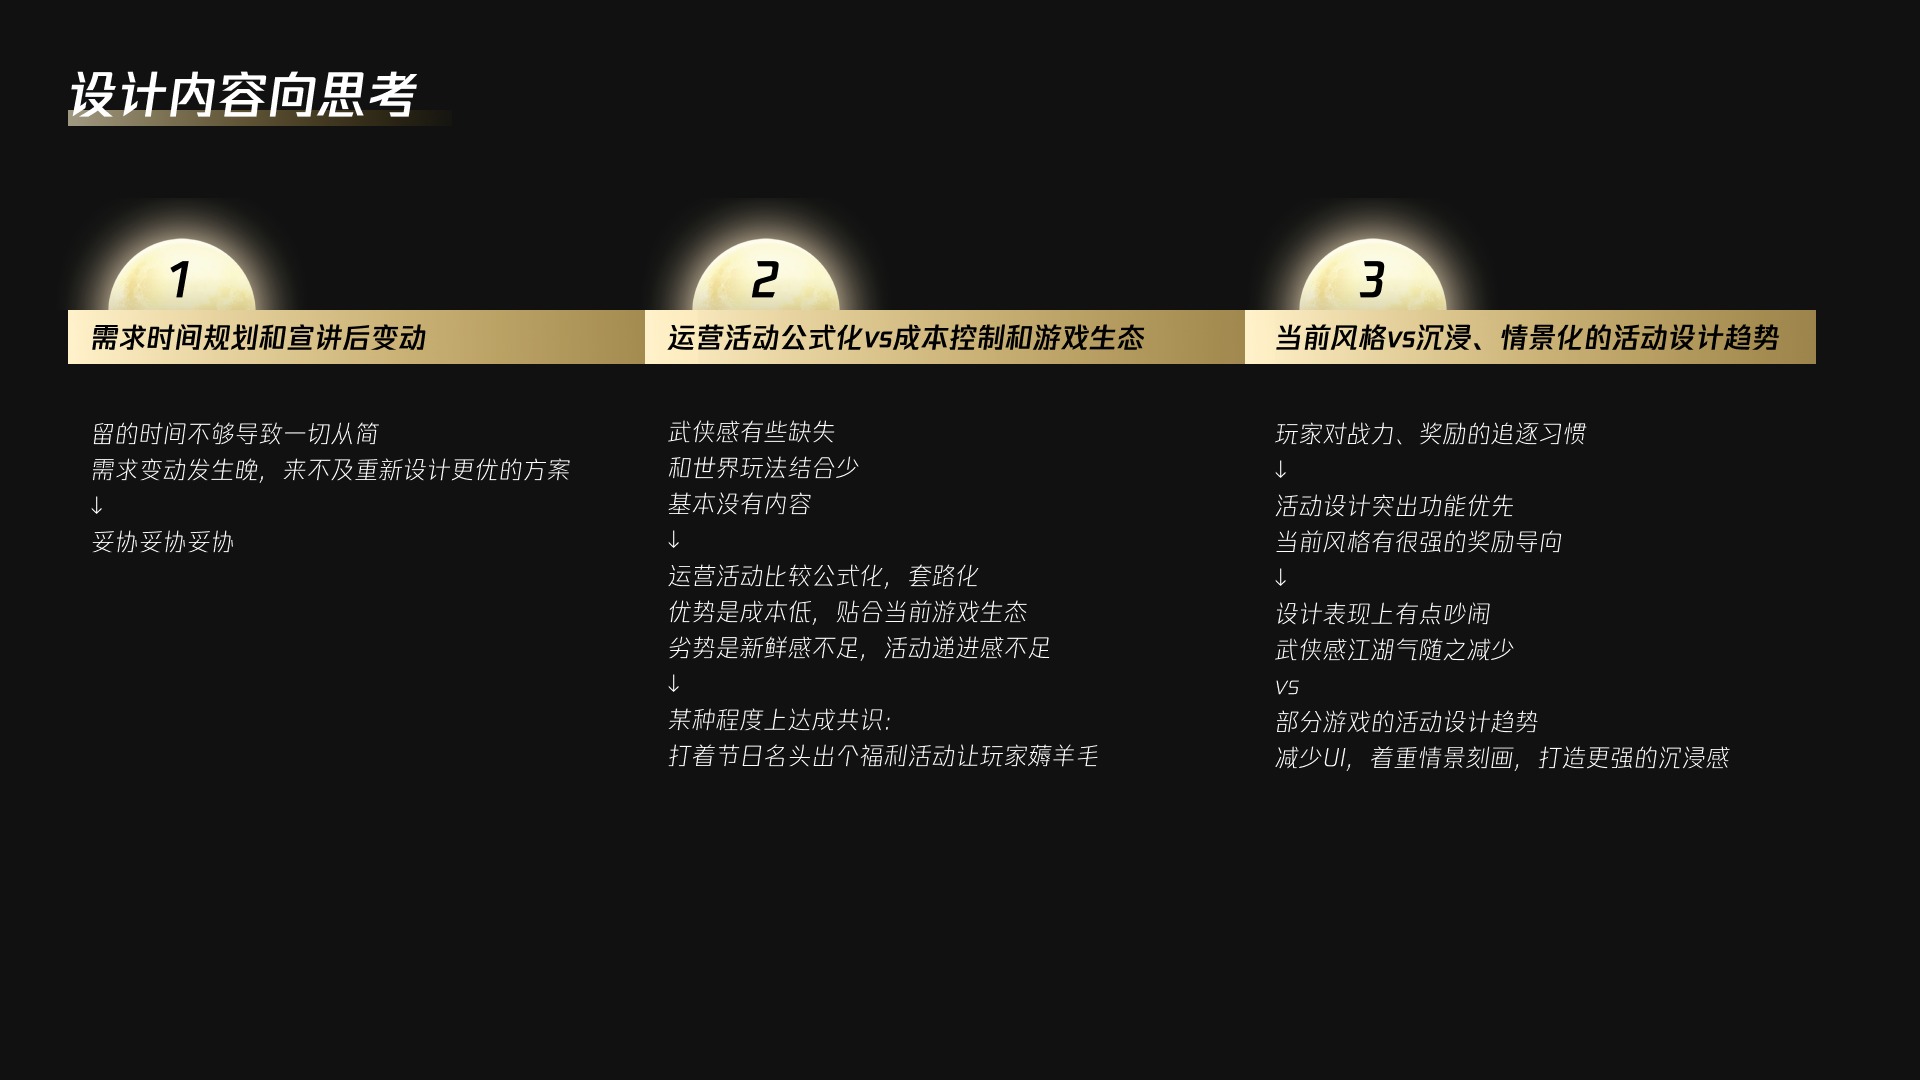 设计内容向思考
1
需求时间规划和宣讲后变动
留的时间不够导致一切从简
需求变动发生晚，来不及重新设计更优的方案
↓
妥协妥协妥协
2
运营活动公式化vs成本控制和游戏生态
武侠感有些缺失
和世界玩法结合少
基本没有内容
↓
运营活动比较公式化，套路化
优势是成本低，贴合当前游戏生态
劣势是新鲜感不足，活动递进感不足
↓
某种程度上达成共识：
打着节日名头出个福利活动让玩家薅羊毛
3
当前风格vs沉浸、情景化的活动设计趋势
玩家对战力、奖励的追逐习惯
↓
活动设计突出功能优先
当前风格有很强的奖励导向
↓
设计表现上有点吵闹
武侠感江湖气随之减少
vs
部分游戏的活动设计趋势
减少UI，着重情景刻画，打造更强的沉浸感